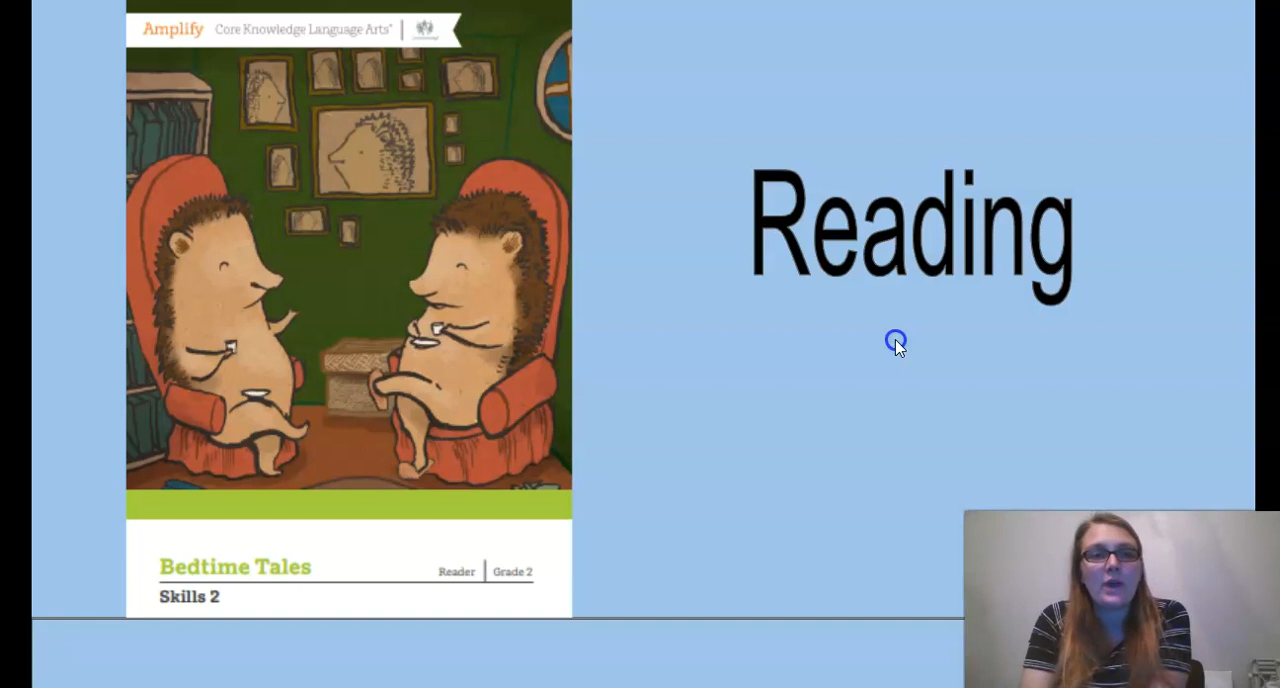 Amplify Core Knowledge Language Arts®
Reading
Bedtime Tales
Reader Grade 2
Skills 2